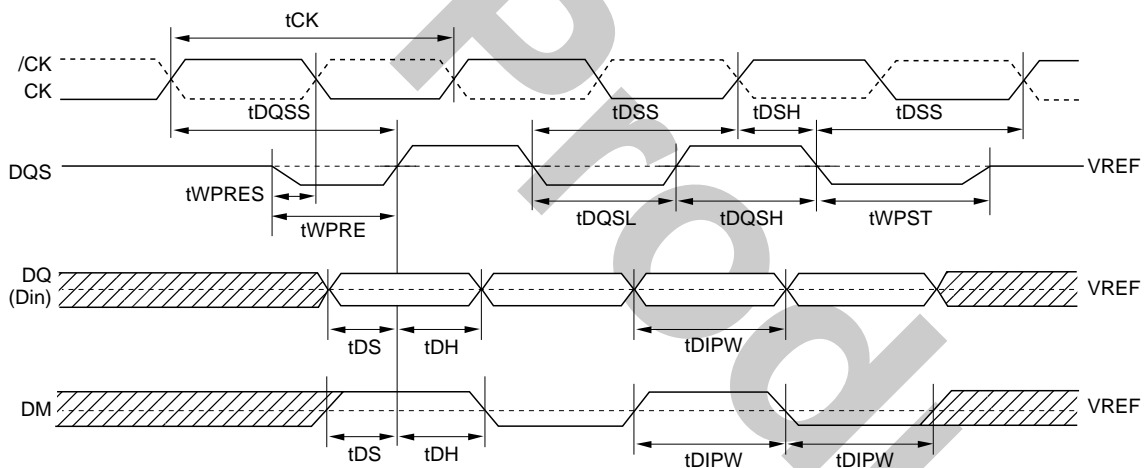 tCK
/CK
CK
tDQSS tDSS tDSH tDSS
DQS VREF
tWPRES
tWPRE tDQSL tDQSH tWPST
DQ
(Din) VREF
tDS tDH tDIPW
DM VREF
tDS tDH tDIPW tDIPW